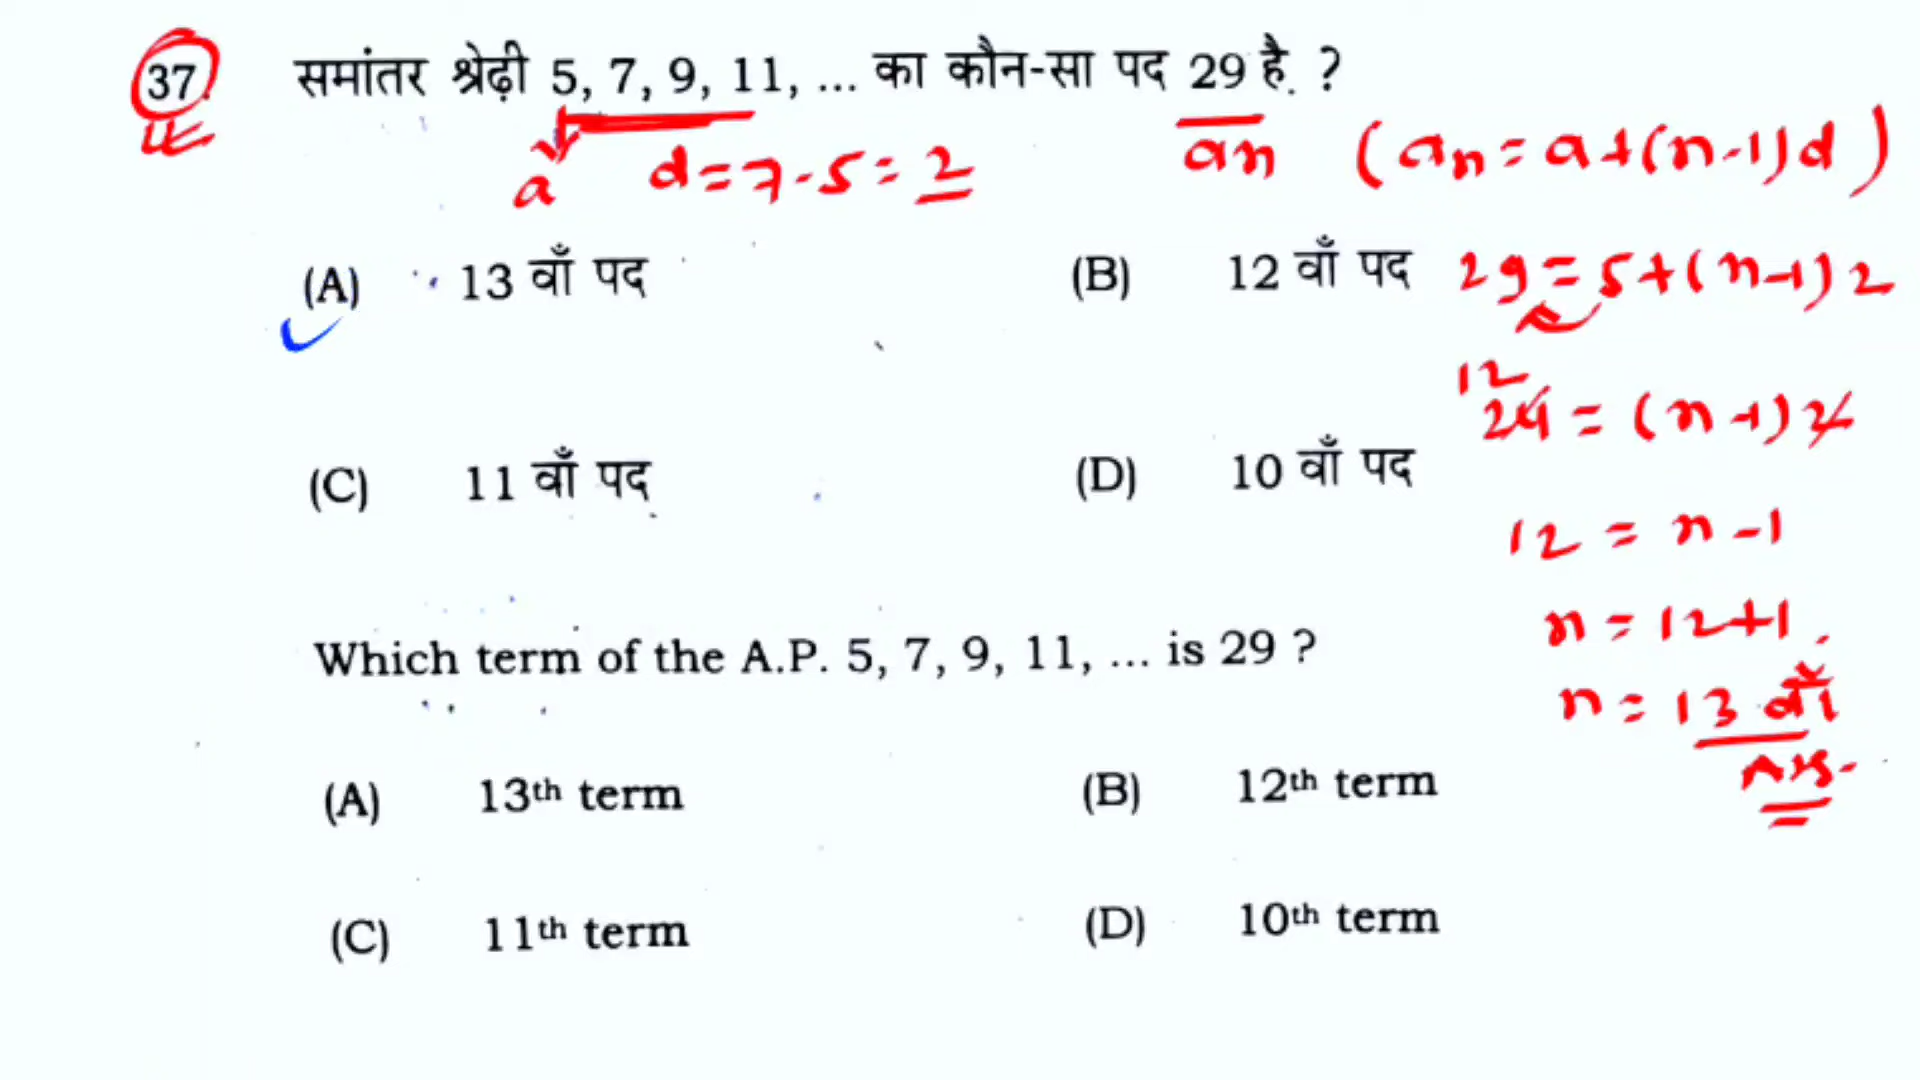 37. समांतर श्रेढ़ी 5, 7, 9, 11, ... का कौन-सा पद 29 है. ?
a d=7-5=2 an (an=a+(n-1)d)
(A) 13 वाँ पद (B) 12 वाँ पद 29=5+(n-1)2
12
24=(n-1)2
(C) 11 वाँ पद (D) 10 वाँ पद
12=n-1
n=12+1.
Which term of the A.P. 5, 7, 9, 11, ... is 29 ?
n=13 वाँ
Ans.
(A) 13th term (B) 12th term
(C) 11th term (D) 10th term